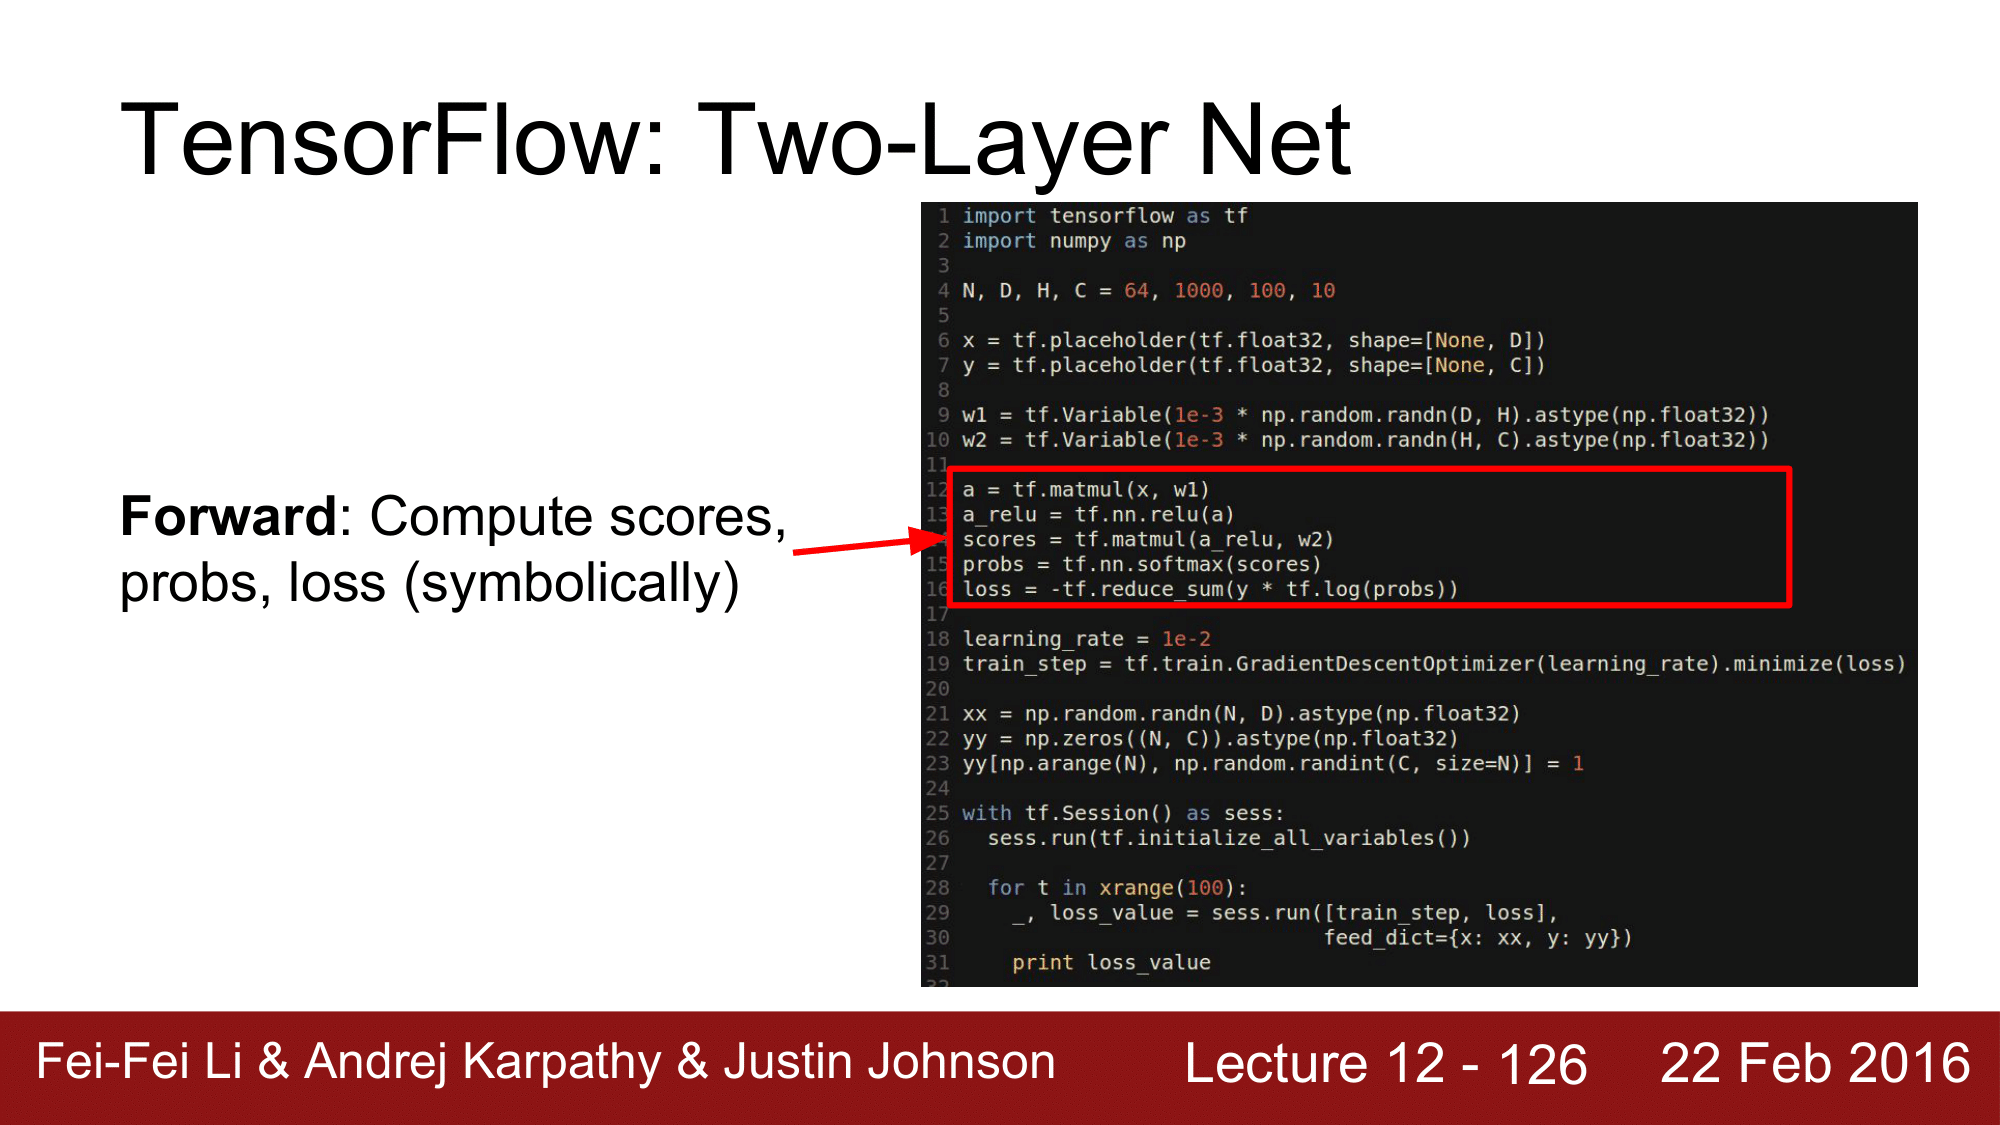 TensorFlow: Two-Layer Net
Forward: Compute scores,
probs, loss (symbolically)
1 import tensorflow as tf
2 import numpy as np
3
4 N, D, H, C = 64, 1000, 100, 10
5
6 x = tf.placeholder(tf.float32, shape=[None, D])
7 y = tf.placeholder(tf.float32, shape=[None, C])
8
9 w1 = tf.Variable(1e-3 * np.random.randn(D, H).astype(np.float32))
10 w2 = tf.Variable(1e-3 * np.random.randn(H, C).astype(np.float32))
11
12 a = tf.matmul(x, w1)
13 a_relu = tf.nn.relu(a)
14 scores = tf.matmul(a_relu, w2)
15 probs = tf.nn.softmax(scores)
16 loss = -tf.reduce_sum(y * tf.log(probs))
17
18 learning_rate = 1e-2
19 train_step = tf.train.GradientDescentOptimizer(learning_rate).minimize(loss)
20
21 xx = np.random.randn(N, D).astype(np.float32)
22 yy = np.zeros((N, C)).astype(np.float32)
23 yy[np.arange(N), np.random.randint(C, size=N)] = 1
24
25 with tf.Session() as sess:
26   sess.run(tf.initialize_all_variables())
27
28   for t in xrange(100):
29     _, loss_value = sess.run([train_step, loss],
30                              feed_dict={x: xx, y: yy})
31     print loss_value
32
Fei-Fei Li & Andrej Karpathy & Justin Johnson
Lecture 12 - 126
22 Feb 2016